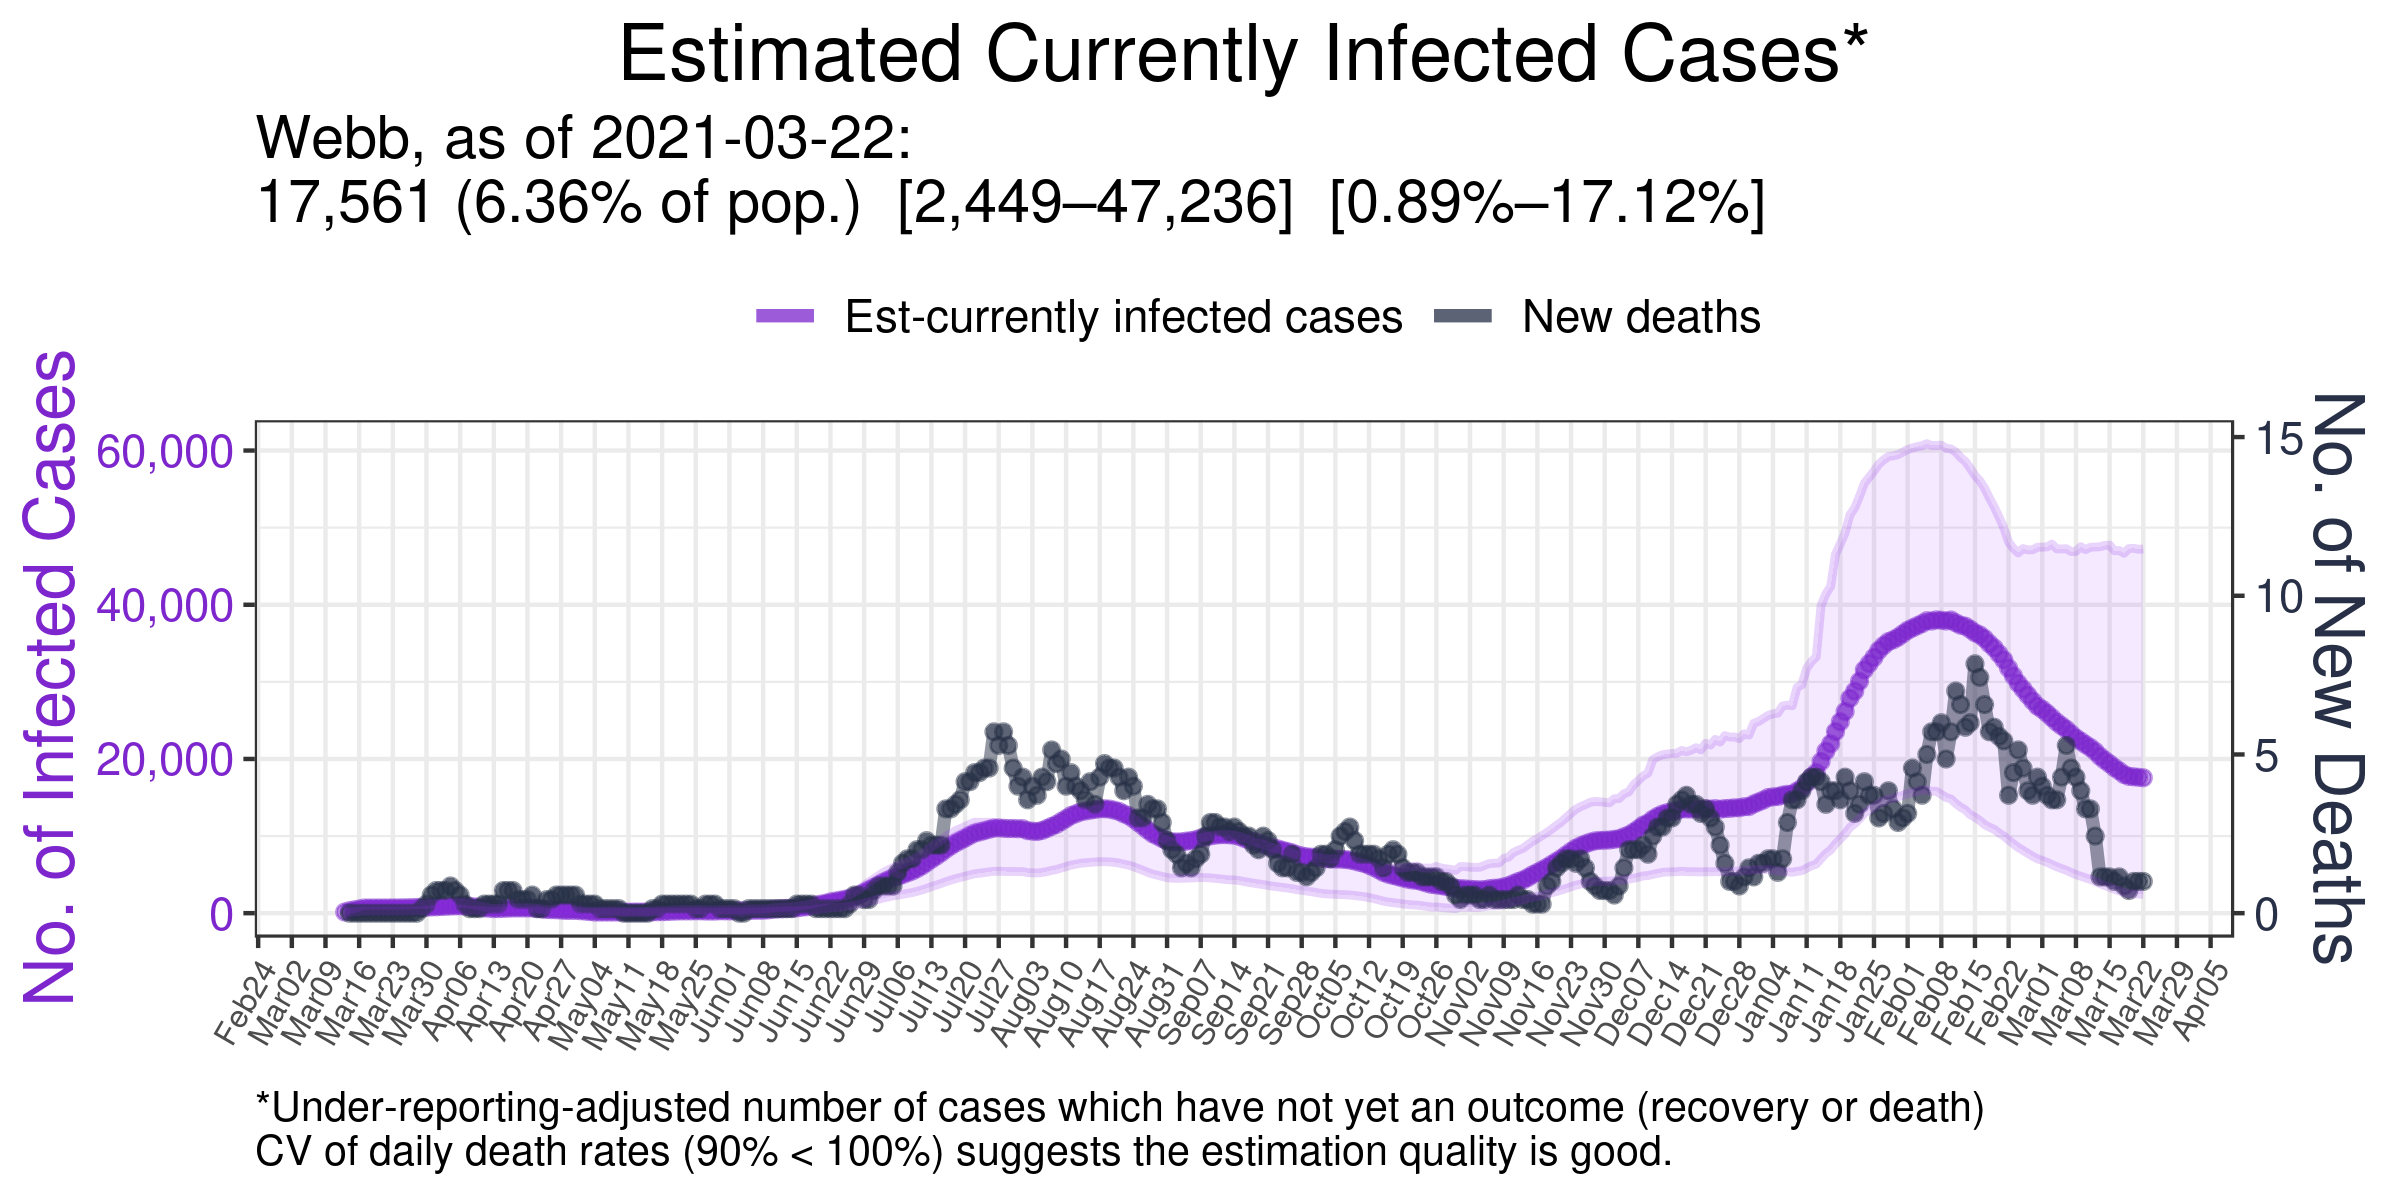 Estimated Currently Infected Cases*
Webb, as of 2021-03-22:
17,561 (6.36% of pop.) [2,449–47,236] [0.89%–17.12%]
Est-currently infected cases New deaths
No. of Infected Cases
60,000
40,000
20,000
0
15
10
5
0
No. of New Deaths
Feb24 Mar02 Mar09 Mar16 Mar23 Mar30 Apr06 Apr13 Apr20 Apr27 May04 May11 May18 May25 Jun01 Jun08 Jun15 Jun22 Jun29 Jul06 Jul13 Jul20 Jul27 Aug03 Aug10 Aug17 Aug24 Aug31 Sep07 Sep14 Sep21 Sep28 Oct05 Oct12 Oct19 Oct26 Nov02 Nov09 Nov16 Nov23 Nov30 Dec07 Dec14 Dec21 Dec28 Jan04 Jan11 Jan18 Jan25 Feb01 Feb08 Feb15 Feb22 Mar01 Mar08 Mar15 Mar22 Mar29 Apr05
*Under-reporting-adjusted number of cases which have not yet an outcome (recovery or death)
CV of daily death rates (90% < 100%) suggests the estimation quality is good.